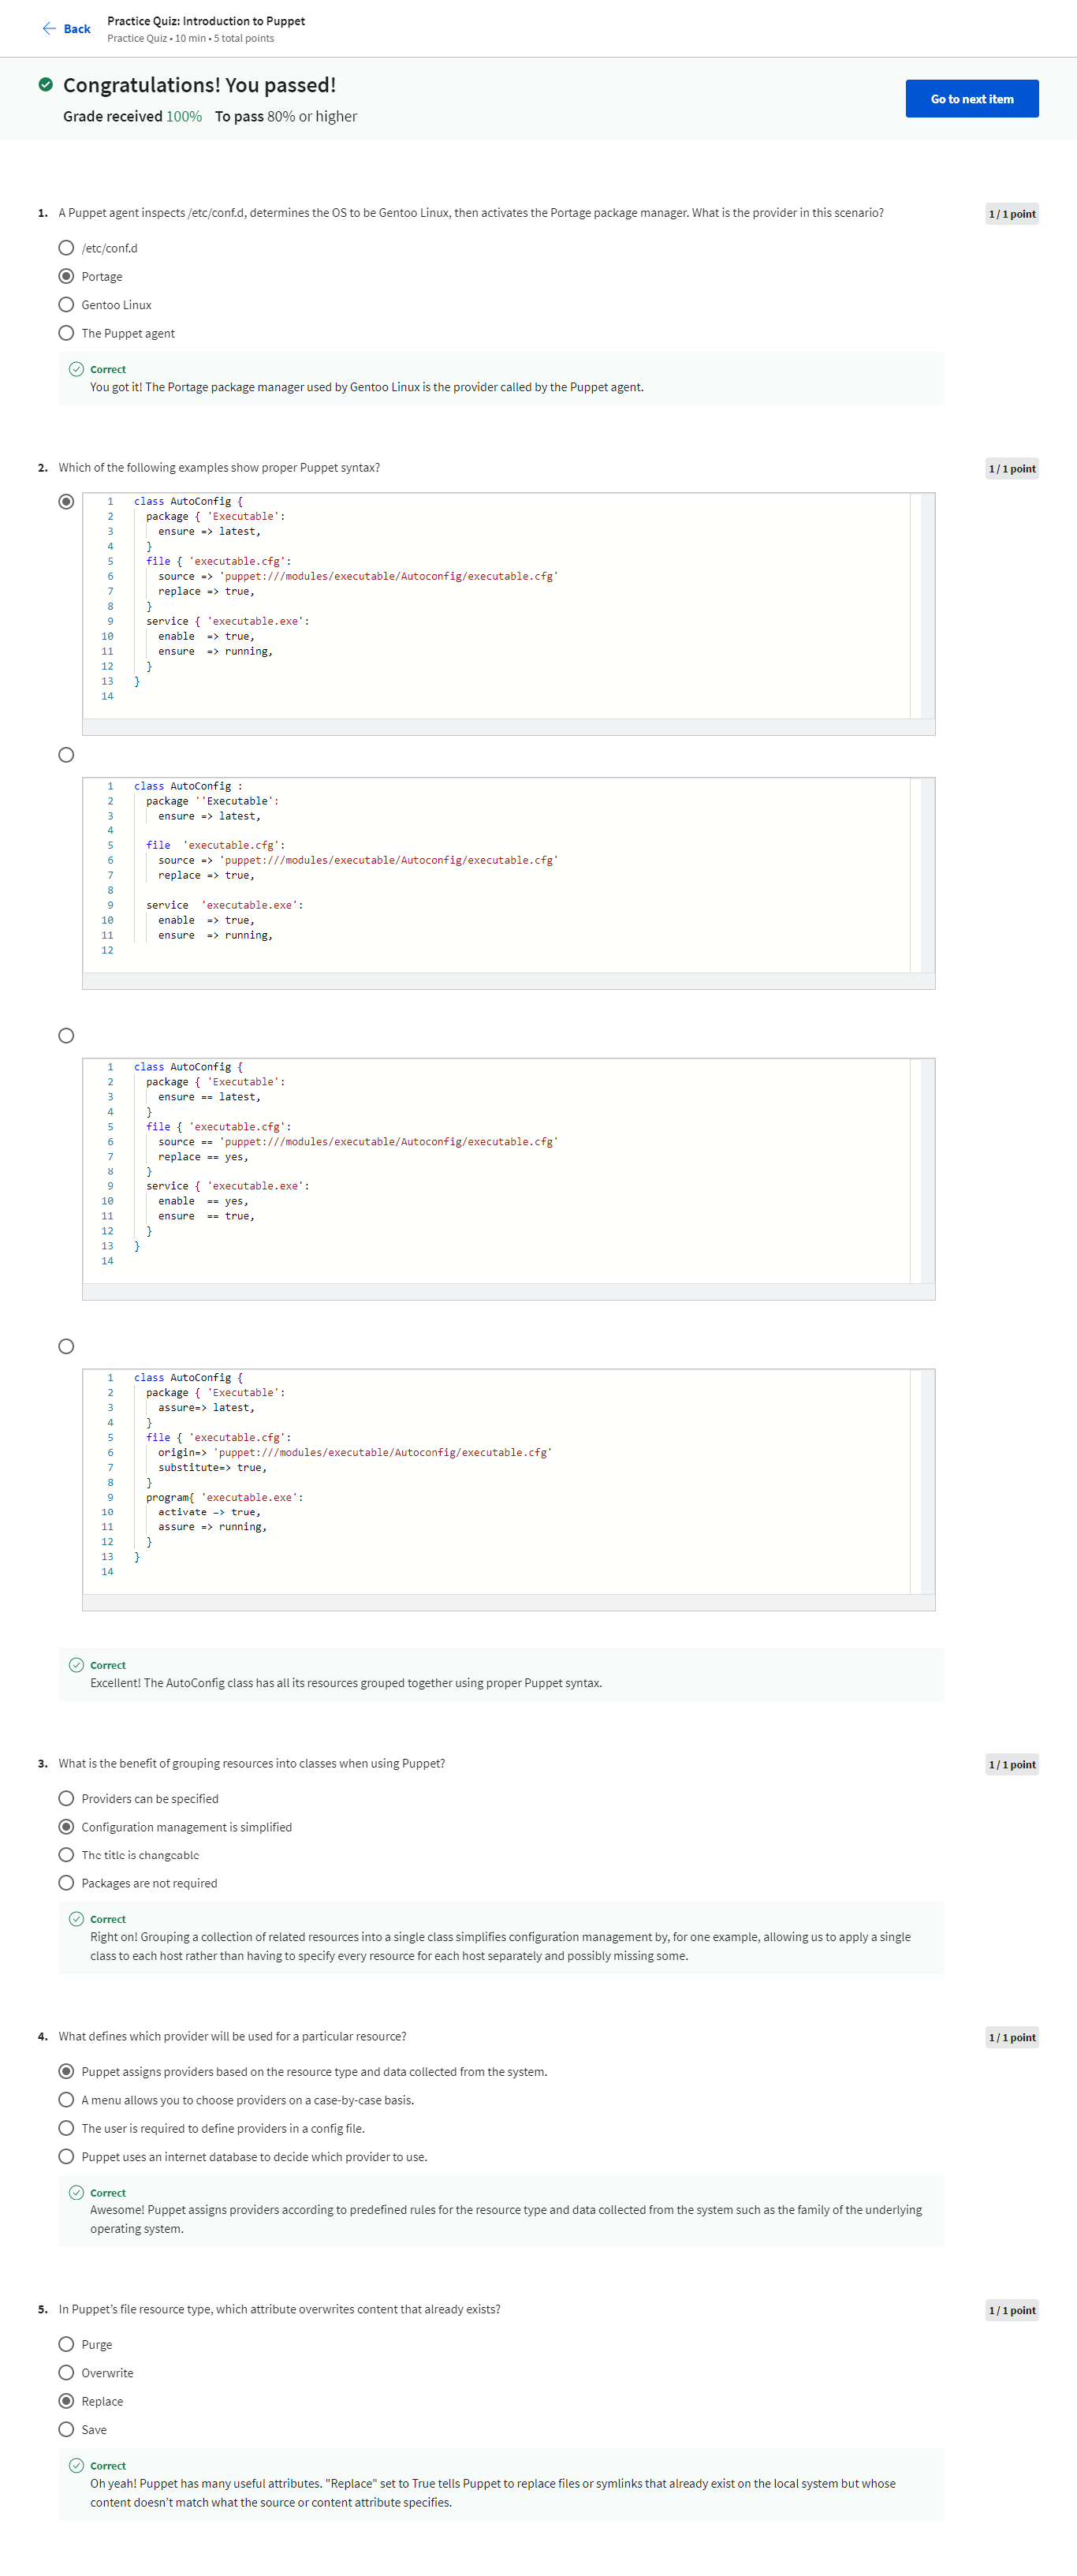 Back
Practice Quiz: Introduction to Puppet
Practice Quiz • 10 min • 5 total points
Congratulations! You passed!
Grade received 100% To pass 80% or higher
Go to next item
1. A Puppet agent inspects /etc/conf.d, determines the OS to be Gentoo Linux, then activates the Portage package manager. What is the provider in this scenario?
1 / 1 point
/etc/conf.d
Portage
Gentoo Linux
The Puppet agent
Correct
You got it! The Portage package manager used by Gentoo Linux is the provider called by the Puppet agent.
2. Which of the following examples show proper Puppet syntax?
1 / 1 point
1 class AutoConfig {
2 package { 'Executable':
3 ensure => latest,
4 }
5 file { 'executable.cfg':
6 source => 'puppet:///modules/executable/Autoconfig/executable.cfg'
7 replace => true,
8 }
9 service { 'executable.exe':
10 enable => true,
11 ensure => running,
12 }
13 }
14
1 class AutoConfig :
2 package ''Executable':
3 ensure => latest,
4
5 file 'executable.cfg':
6 source => 'puppet:///modules/executable/Autoconfig/executable.cfg'
7 replace => true,
8
9 service 'executable.exe':
10 enable => true,
11 ensure => running,
12
1 class AutoConfig {
2 package { 'Executable':
3 ensure == latest,
4 }
5 file { 'executable.cfg':
6 source == 'puppet:///modules/executable/Autoconfig/executable.cfg'
7 replace == yes,
8 }
9 service { 'executable.exe':
10 enable == yes,
11 ensure == true,
12 }
13 }
14
1 class AutoConfig {
2 package { 'Executable':
3 assure=> latest,
4 }
5 file { 'executable.cfg':
6 origin=> 'puppet:///modules/executable/Autoconfig/executable.cfg'
7 substitute=> true,
8 }
9 program{ 'executable.exe':
10 activate => true,
11 assure => running,
12 }
13 }
14
Correct
Excellent! The AutoConfig class has all its resources grouped together using proper Puppet syntax.
3. What is the benefit of grouping resources into classes when using Puppet?
1 / 1 point
Providers can be specified
Configuration management is simplified
The title is changeable
Packages are not required
Correct
Right on! Grouping a collection of related resources into a single class simplifies configuration management by, for one example, allowing us to apply a single
class to each host rather than having to specify every resource for each host separately and possibly missing some.
4. What defines which provider will be used for a particular resource?
1 / 1 point
Puppet assigns providers based on the resource type and data collected from the system.
A menu allows you to choose providers on a case-by-case basis.
The user is required to define providers in a config file.
Puppet uses an internet database to decide which provider to use.
Correct
Awesome! Puppet assigns providers according to predefined rules for the resource type and data collected from the system such as the family of the underlying
operating system.
5. In Puppet’s file resource type, which attribute overwrites content that already exists?
1 / 1 point
Purge
Overwrite
Replace
Save
Correct
Oh yeah! Puppet has many useful attributes. "Replace" set to True tells Puppet to replace files or symlinks that already exist on the local system but whose
content doesn’t match what the source or content attribute specifies.